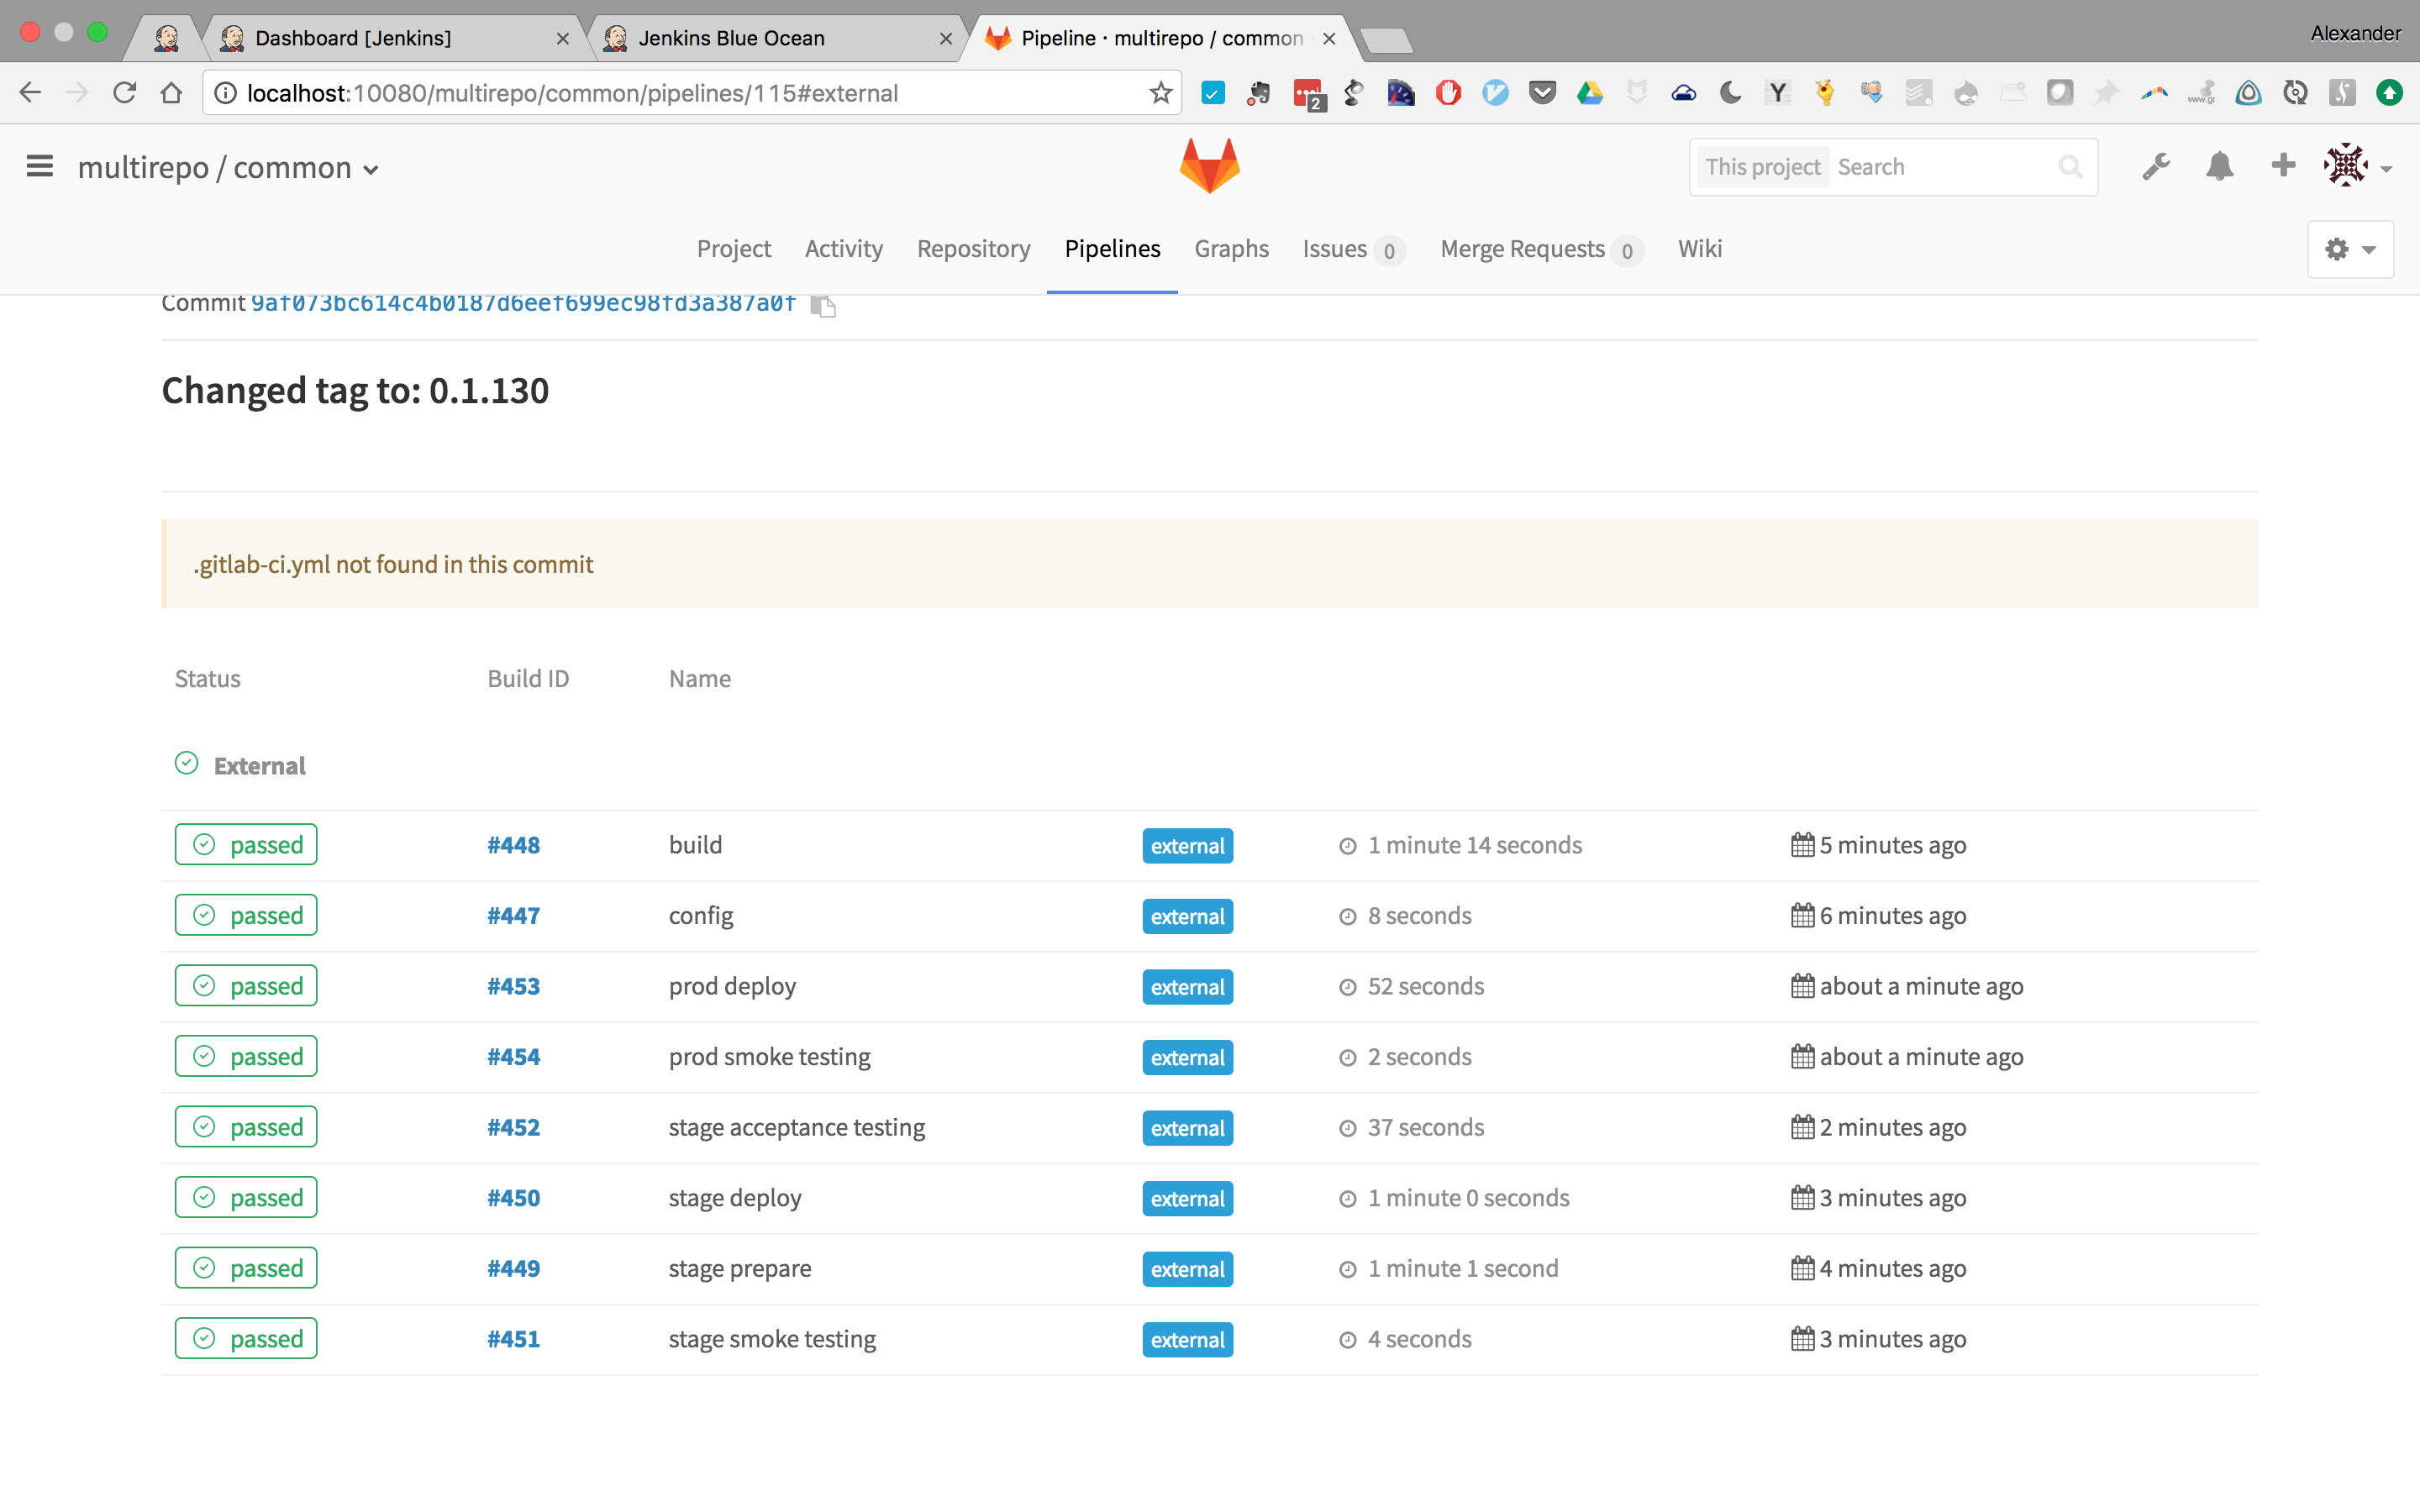 Dashboard [Jenkins]
Jenkins Blue Ocean
Pipeline · multirepo / common
Alexander
localhost:10080/multirepo/common/pipelines/115#external
2
Y
multirepo / common
This project Search
Project Activity Repository Pipelines Graphs Issues 0 Merge Requests 0 Wiki
Commit 9af073bc614c4b0187d6eef699ec98fd3a387a0f
Changed tag to: 0.1.130
.gitlab-ci.yml not found in this commit
Status Build ID Name
External
passed #448 build external 1 minute 14 seconds 5 minutes ago
passed #447 config external 8 seconds 6 minutes ago
passed #453 prod deploy external 52 seconds about a minute ago
passed #454 prod smoke testing external 2 seconds about a minute ago
passed #452 stage acceptance testing external 37 seconds 2 minutes ago
passed #450 stage deploy external 1 minute 0 seconds 3 minutes ago
passed #449 stage prepare external 1 minute 1 second 4 minutes ago
passed #451 stage smoke testing external 4 seconds 3 minutes ago